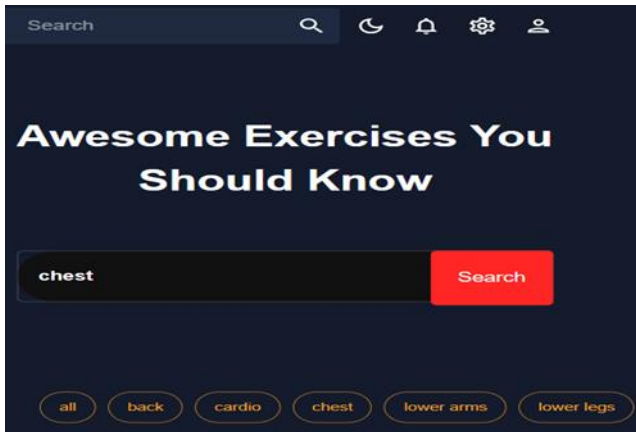 Search
Awesome Exercises You
Should Know
chest Search
all back cardio chest lower arms lower legs